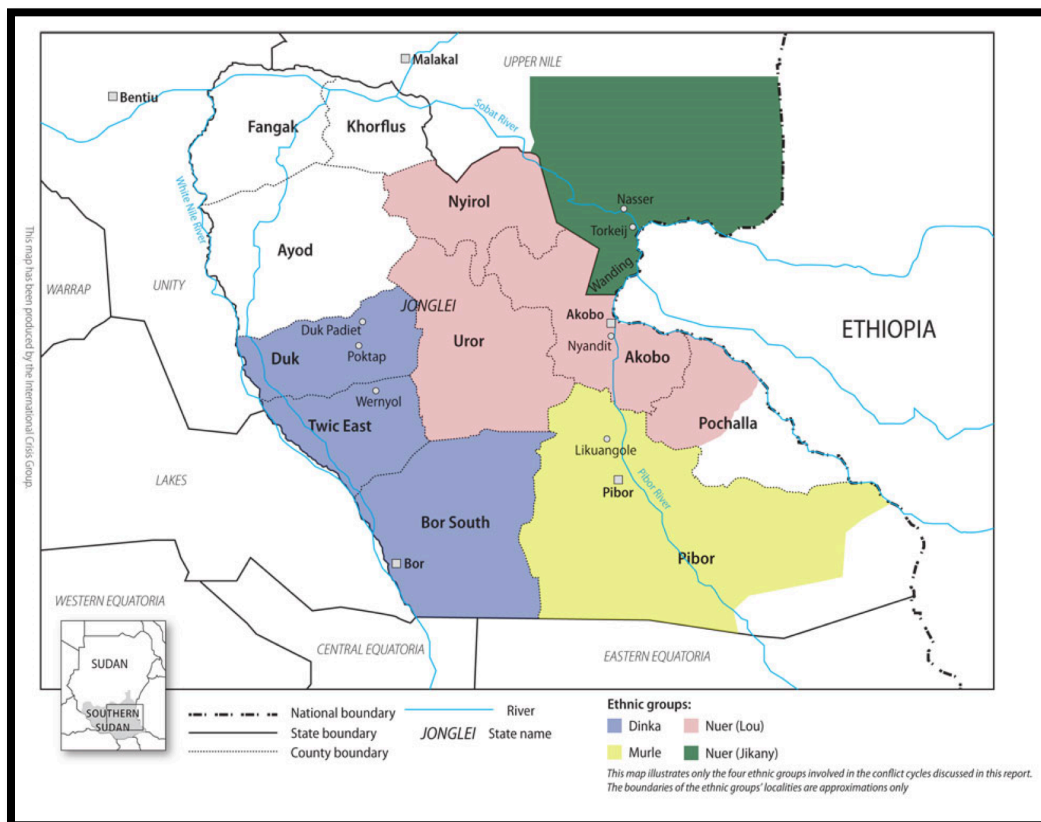 Malakal
UPPER NILE
Bentiu
Sobat River
Fangak
Khorflus
White Nile River
Nyirol
Nasser
Torkeij
Ayod
Wanding
This map has been produced by the International Crisis Group.
WARRAP
UNITY
JONGLEI
Akobo
ETHIOPIA
Duk Padiet
Uror
Nyandit
Akobo
Duk
Poktap
Wernyol
Twic East
Pochalla
Likuangole
LAKES
Pibor
Pibor River
Bor South
Pibor
Bor
WESTERN EQUATORIA
CENTRAL EQUATORIA
EASTERN EQUATORIA
SUDAN
SOUTHERN
SUDAN
National boundary
River
State boundary
JONGLEI State name
County boundary
Ethnic groups:
Dinka
Nuer (Lou)
Murle
Nuer (Jikany)
This map illustrates only the four ethnic groups involved in the conflict cycles discussed in this report.
The boundaries of the ethnic groups' localities are approximations only